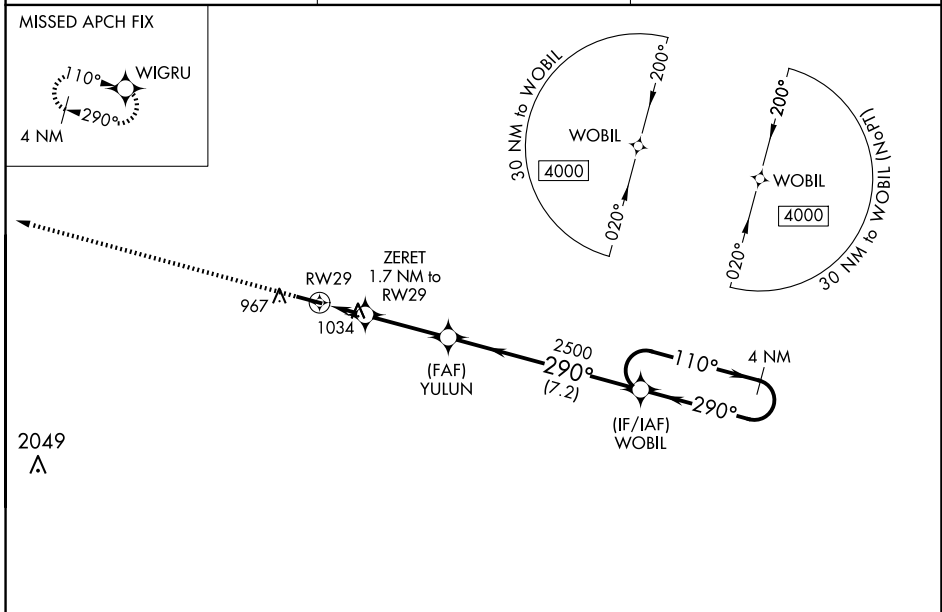 MISSED APCH FIX
110°
WIGRU
290°
4 NM
30 NM to WOBIL
200°
WOBIL
4000
020°
200°
WOBIL
4000
020°
30 NM to WOBIL (NoPT)
ZERET
1.7 NM to
RW29
RW29
967
1034
(FAF)
YULUN
2500
290°
(7.2)
110°
4 NM
290°
(IF/IAF)
WOBIL
2049